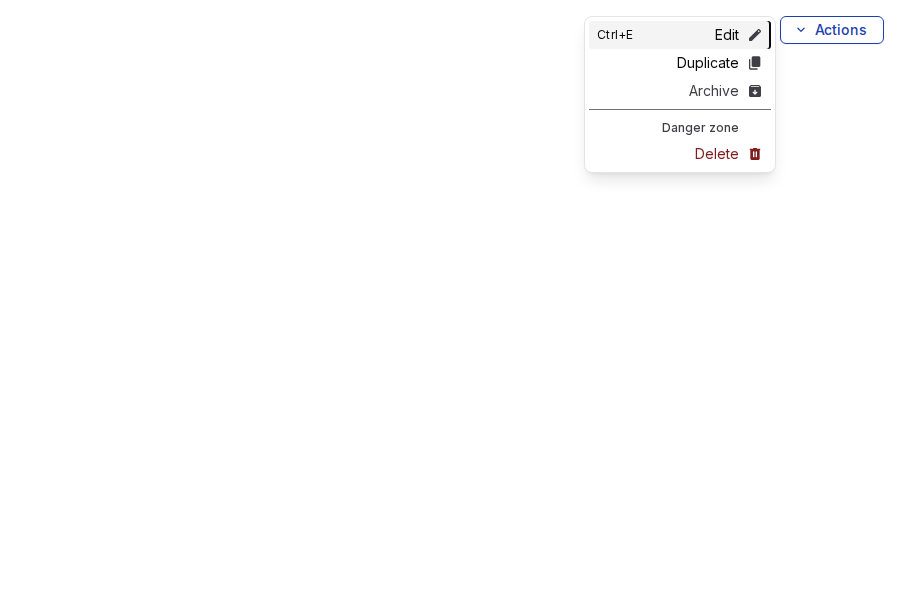 Actions
Edit Ctrl+E
Duplicate
Archive
Danger zone
Delete